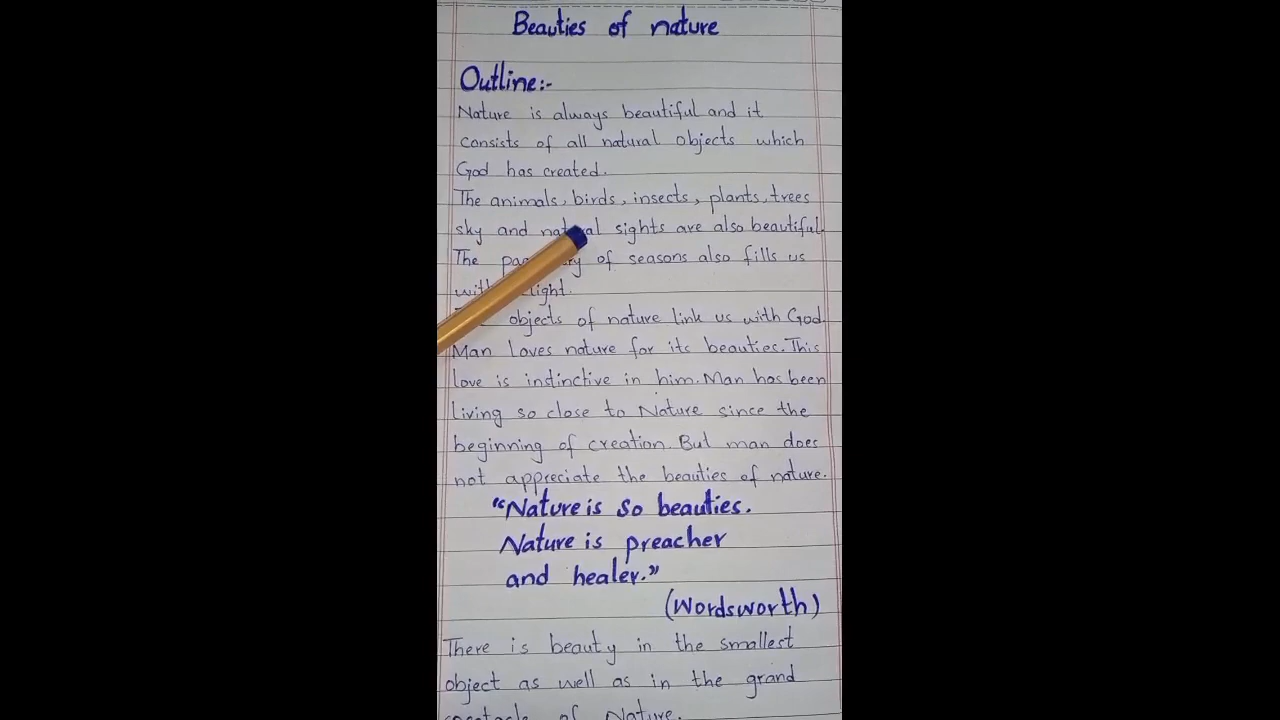 Beauties of nature
Outline:-
Nature is always beautiful and it
consists of all natural objects which
God has created.
The animals, birds, insects, plants, trees
sky and natural sights are also beautiful.
The of seasons also fills us
objects of nature link us with God.
Man loves nature for its beauties. This
love is instinctive in him. Man has been
living so close to Nature since the
beginning of creation. But man does
not appreciate the beauties of nature.
"Nature is so beauties.
Nature is preacher
and healer."
(Wordsworth)
There is beauty in the smallest
object as well as in the grand
spectacle of Nature.